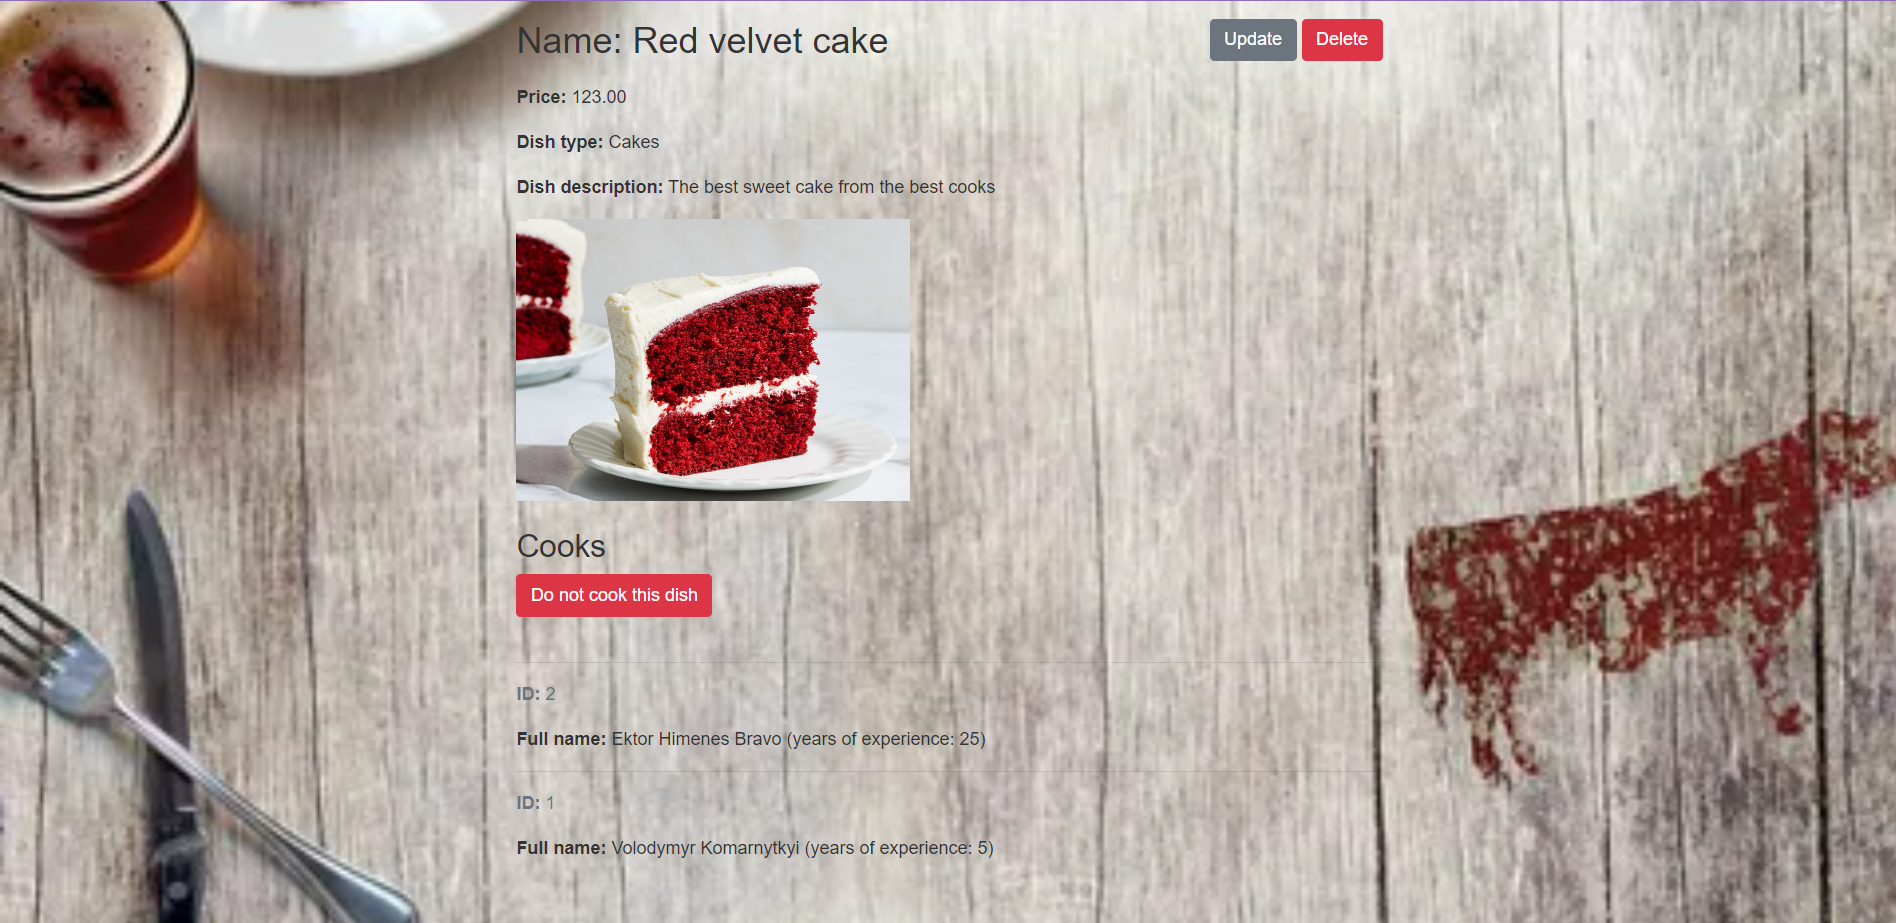 Name: Red velvet cake
Update
Delete
Price: 123.00
Dish type: Cakes
Dish description: The best sweet cake from the best cooks
Cooks
Do not cook this dish
ID: 2
Full name: Ektor Himenes Bravo (years of experience: 25)
ID: 1
Full name: Volodymyr Komarnytkyi (years of experience: 5)